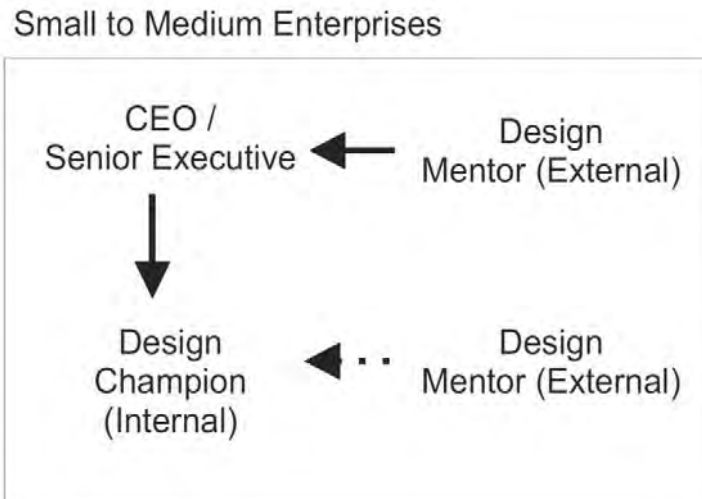 Small to Medium Enterprises
CEO /
Senior Executive
Design
Mentor (External)
Design
Champion
(Internal)
Design
Mentor (External)